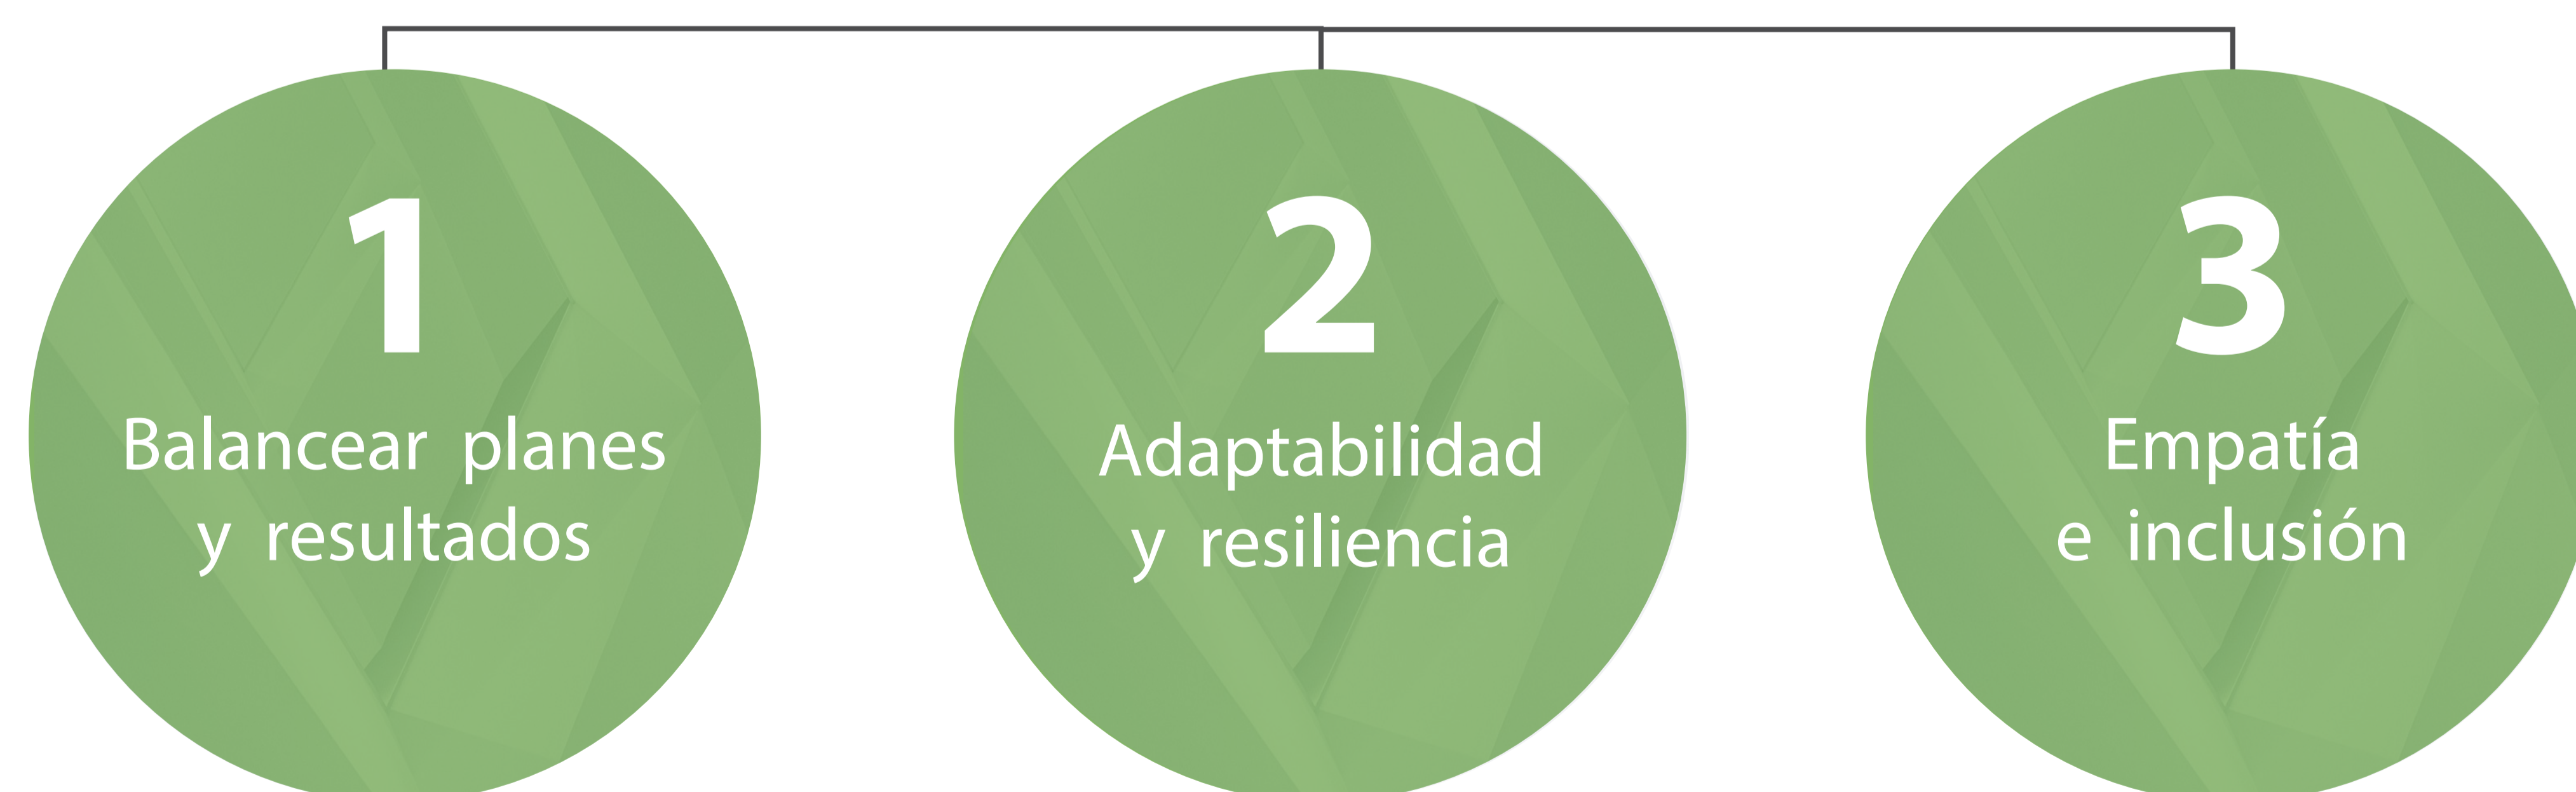 1
Balancear planes
y resultados
2
Adaptabilidad
y resiliencia
3
Empatía
e inclusión